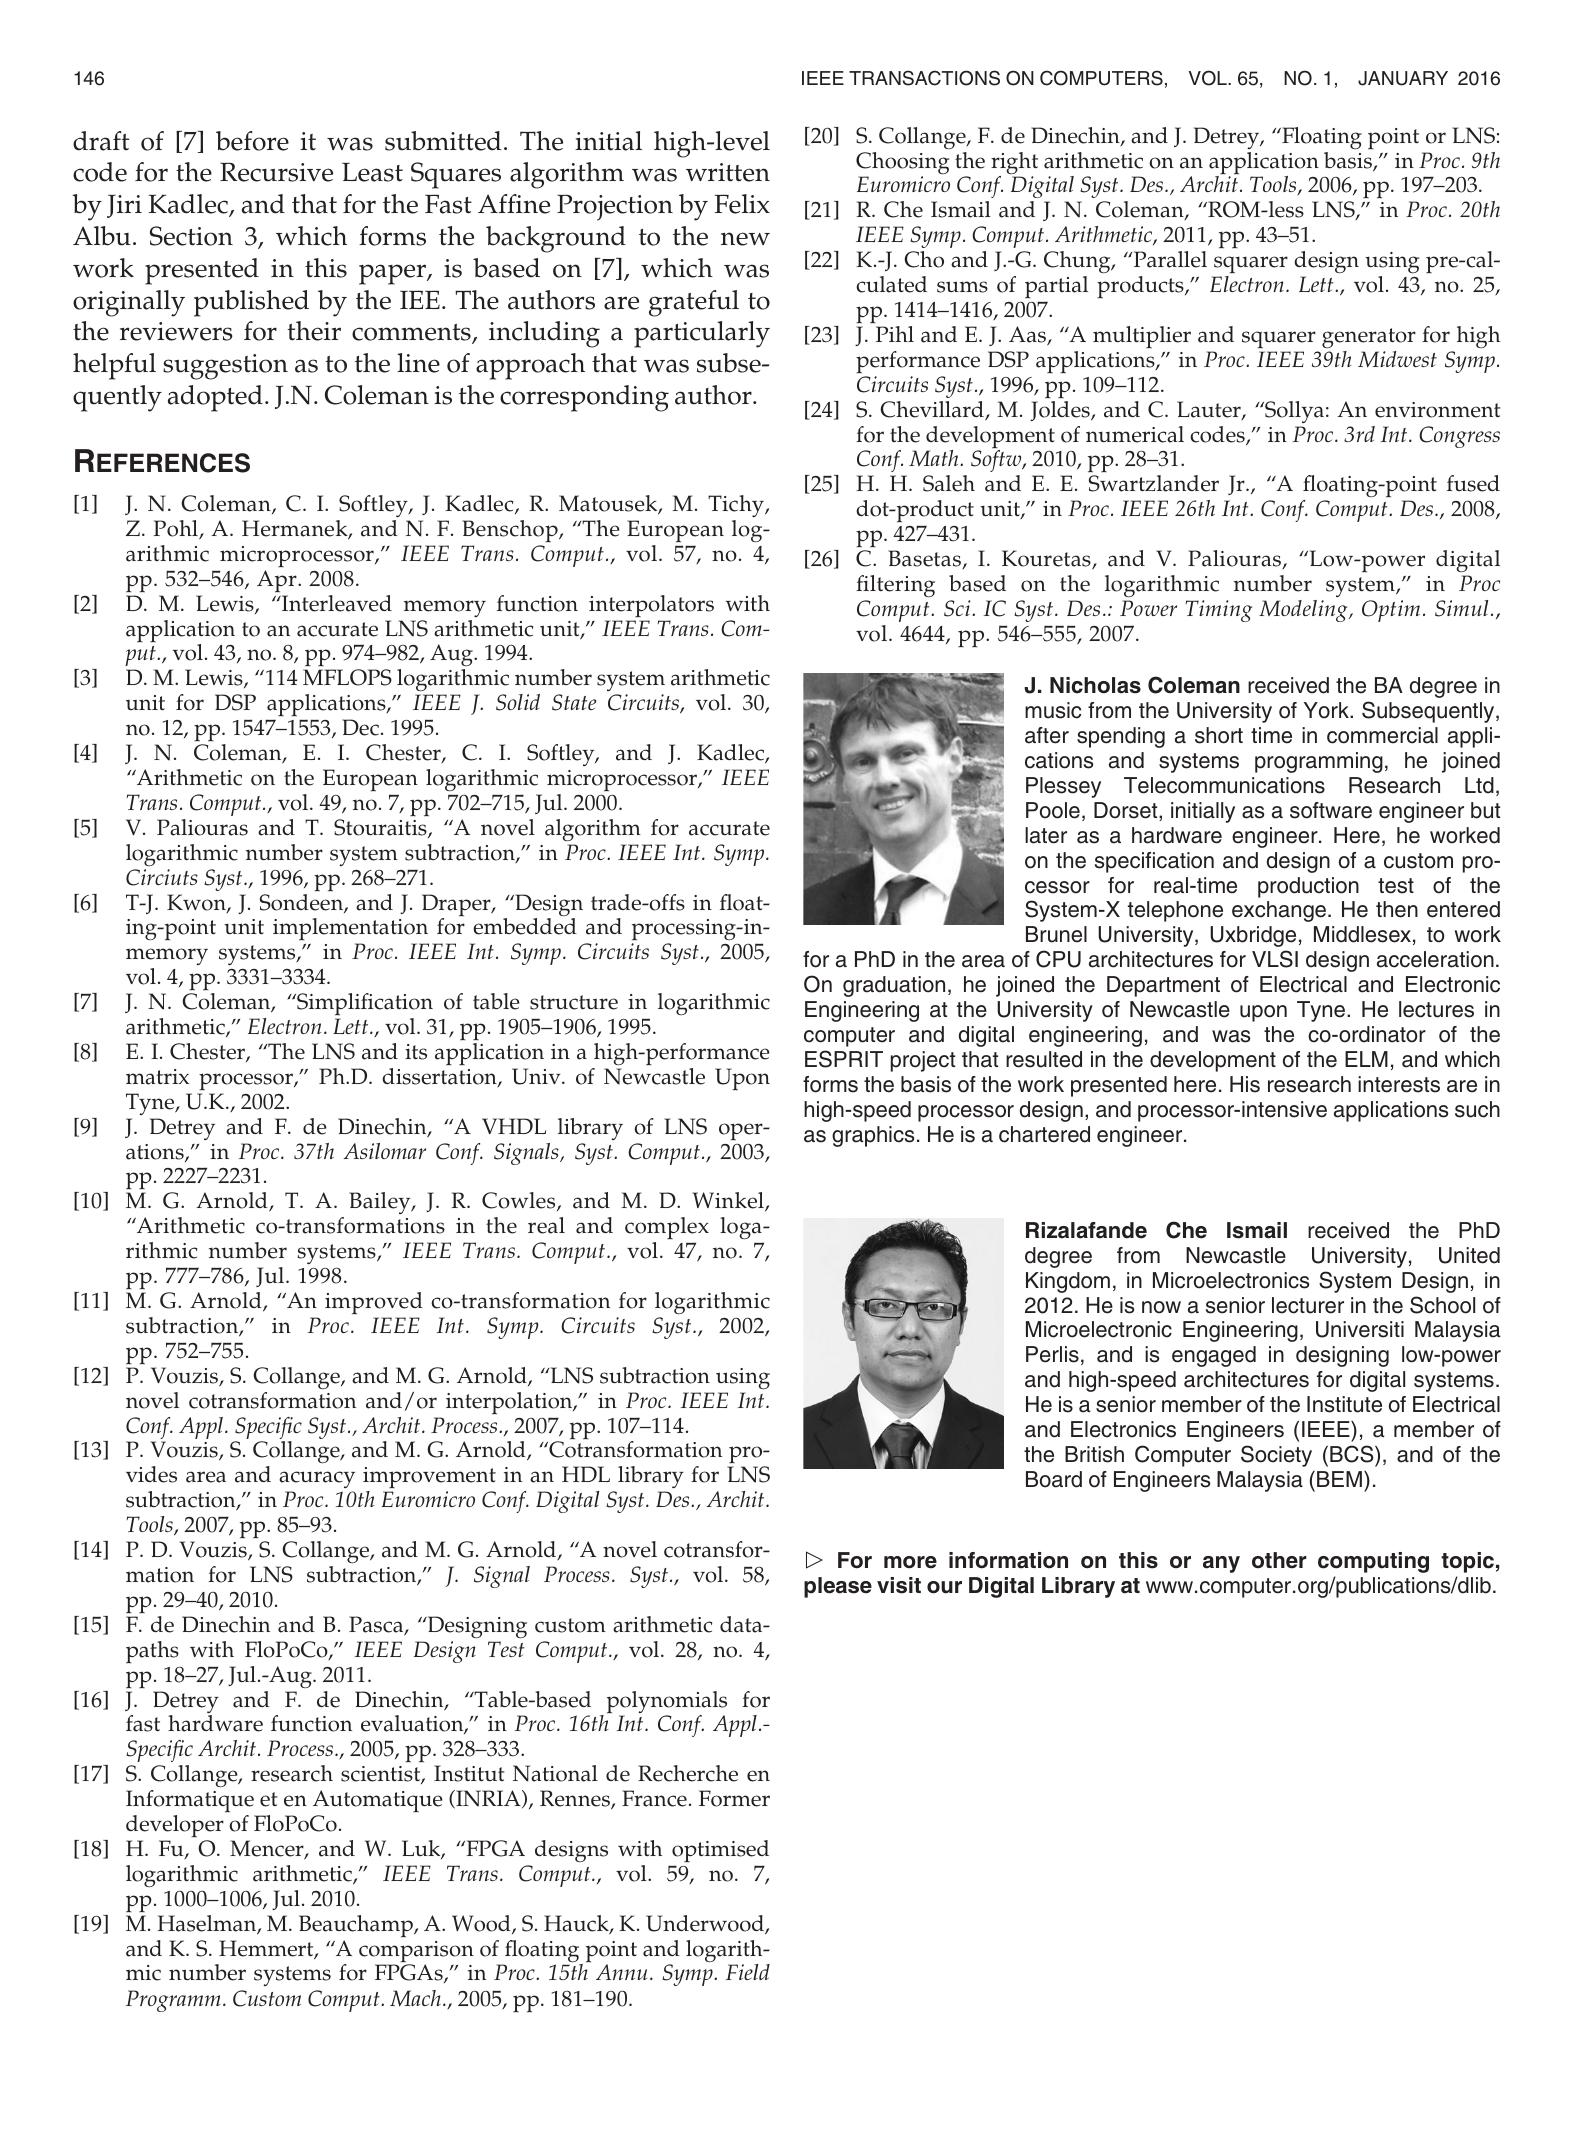 146
IEEE TRANSACTIONS ON COMPUTERS, VOL. 65, NO. 1, JANUARY 2016
draft of [7] before it was submitted. The initial high-level
code for the Recursive Least Squares algorithm was written
by Jiri Kadlec, and that for the Fast Affine Projection by Felix
Albu. Section 3, which forms the background to the new
work presented in this paper, is based on [7], which was
originally published by the IEE. The authors are grateful to
the reviewers for their comments, including a particularly
helpful suggestion as to the line of approach that was subse-
quently adopted. J.N. Coleman is the corresponding author.
REFERENCES
[1] J. N. Coleman, C. I. Softley, J. Kadlec, R. Matousek, M. Tichy,
Z. Pohl, A. Hermanek, and N. F. Benschop, “The European log-
arithmic microprocessor,” IEEE Trans. Comput., vol. 57, no. 4,
pp. 532–546, Apr. 2008.
[2] D. M. Lewis, “Interleaved memory function interpolators with
application to an accurate LNS arithmetic unit,” IEEE Trans. Com-
put., vol. 43, no. 8, pp. 974–982, Aug. 1994.
[3] D. M. Lewis, “114 MFLOPS logarithmic number system arithmetic
unit for DSP applications,” IEEE J. Solid State Circuits, vol. 30,
no. 12, pp. 1547–1553, Dec. 1995.
[4] J. N. Coleman, E. I. Chester, C. I. Softley, and J. Kadlec,
“Arithmetic on the European logarithmic microprocessor,” IEEE
Trans. Comput., vol. 49, no. 7, pp. 702–715, Jul. 2000.
[5] V. Paliouras and T. Stouraitis, “A novel algorithm for accurate
logarithmic number system subtraction,” in Proc. IEEE Int. Symp.
Circiuts Syst., 1996, pp. 268–271.
[6] T-J. Kwon, J. Sondeen, and J. Draper, “Design trade-offs in float-
ing-point unit implementation for embedded and processing-in-
memory systems,” in Proc. IEEE Int. Symp. Circuits Syst., 2005,
vol. 4, pp. 3331–3334.
[7] J. N. Coleman, “Simplification of table structure in logarithmic
arithmetic,” Electron. Lett., vol. 31, pp. 1905–1906, 1995.
[8] E. I. Chester, “The LNS and its application in a high-performance
matrix processor,” Ph.D. dissertation, Univ. of Newcastle Upon
Tyne, U.K., 2002.
[9] J. Detrey and F. de Dinechin, “A VHDL library of LNS oper-
ations,” in Proc. 37th Asilomar Conf. Signals, Syst. Comput., 2003,
pp. 2227–2231.
[10] M. G. Arnold, T. A. Bailey, J. R. Cowles, and M. D. Winkel,
“Arithmetic co-transformations in the real and complex loga-
rithmic number systems,” IEEE Trans. Comput., vol. 47, no. 7,
pp. 777–786, Jul. 1998.
[11] M. G. Arnold, “An improved co-transformation for logarithmic
subtraction,” in Proc. IEEE Int. Symp. Circuits Syst., 2002,
pp. 752–755.
[12] P. Vouzis, S. Collange, and M. G. Arnold, “LNS subtraction using
novel cotransformation and/or interpolation,” in Proc. IEEE Int.
Conf. Appl. Specific Syst., Archit. Process., 2007, pp. 107–114.
[13] P. Vouzis, S. Collange, and M. G. Arnold, “Cotransformation pro-
vides area and acuracy improvement in an HDL library for LNS
subtraction,” in Proc. 10th Euromicro Conf. Digital Syst. Des., Archit.
Tools, 2007, pp. 85–93.
[14] P. D. Vouzis, S. Collange, and M. G. Arnold, “A novel cotransfor-
mation for LNS subtraction,” J. Signal Process. Syst., vol. 58,
pp. 29–40, 2010.
[15] F. de Dinechin and B. Pasca, “Designing custom arithmetic data-
paths with FloPoCo,” IEEE Design Test Comput., vol. 28, no. 4,
pp. 18–27, Jul.-Aug. 2011.
[16] J. Detrey and F. de Dinechin, “Table-based polynomials for
fast hardware function evaluation,” in Proc. 16th Int. Conf. Appl.-
Specific Archit. Process., 2005, pp. 328–333.
[17] S. Collange, research scientist, Institut National de Recherche en
Informatique et en Automatique (INRIA), Rennes, France. Former
developer of FloPoCo.
[18] H. Fu, O. Mencer, and W. Luk, “FPGA designs with optimised
logarithmic arithmetic,” IEEE Trans. Comput., vol. 59, no. 7,
pp. 1000–1006, Jul. 2010.
[19] M. Haselman, M. Beauchamp, A. Wood, S. Hauck, K. Underwood,
and K. S. Hemmert, “A comparison of floating point and logarith-
mic number systems for FPGAs,” in Proc. 15th Annu. Symp. Field
Programm. Custom Comput. Mach., 2005, pp. 181–190.
[20] S. Collange, F. de Dinechin, and J. Detrey, “Floating point or LNS:
Choosing the right arithmetic on an application basis,” in Proc. 9th
Euromicro Conf. Digital Syst. Des., Archit. Tools, 2006, pp. 197–203.
[21] R. Che Ismail and J. N. Coleman, “ROM-less LNS,” in Proc. 20th
IEEE Symp. Comput. Arithmetic, 2011, pp. 43–51.
[22] K.-J. Cho and J.-G. Chung, “Parallel squarer design using pre-cal-
culated sums of partial products,” Electron. Lett., vol. 43, no. 25,
pp. 1414–1416, 2007.
[23] J. Pihl and E. J. Aas, “A multiplier and squarer generator for high
performance DSP applications,” in Proc. IEEE 39th Midwest Symp.
Circuits Syst., 1996, pp. 109–112.
[24] S. Chevillard, M. Joldes, and C. Lauter, “Sollya: An environment
for the development of numerical codes,” in Proc. 3rd Int. Congress
Conf. Math. Softw, 2010, pp. 28–31.
[25] H. H. Saleh and E. E. Swartzlander Jr., “A floating-point fused
dot-product unit,” in Proc. IEEE 26th Int. Conf. Comput. Des., 2008,
pp. 427–431.
[26] C. Basetas, I. Kouretas, and V. Paliouras, “Low-power digital
filtering based on the logarithmic number system,” in Proc
Comput. Sci. IC Syst. Des.: Power Timing Modeling, Optim. Simul.,
vol. 4644, pp. 546–555, 2007.
J. Nicholas Coleman received the BA degree in
music from the University of York. Subsequently,
after spending a short time in commercial appli-
cations and systems programming, he joined
Plessey Telecommunications Research Ltd,
Poole, Dorset, initially as a software engineer but
later as a hardware engineer. Here, he worked
on the specification and design of a custom pro-
cessor for real-time production test of the
System-X telephone exchange. He then entered
Brunel University, Uxbridge, Middlesex, to work
for a PhD in the area of CPU architectures for VLSI design acceleration.
On graduation, he joined the Department of Electrical and Electronic
Engineering at the University of Newcastle upon Tyne. He lectures in
computer and digital engineering, and was the co-ordinator of the
ESPRIT project that resulted in the development of the ELM, and which
forms the basis of the work presented here. His research interests are in
high-speed processor design, and processor-intensive applications such
as graphics. He is a chartered engineer.
Rizalafande Che Ismail received the PhD
degree from Newcastle University, United
Kingdom, in Microelectronics System Design, in
2012. He is now a senior lecturer in the School of
Microelectronic Engineering, Universiti Malaysia
Perlis, and is engaged in designing low-power
and high-speed architectures for digital systems.
He is a senior member of the Institute of Electrical
and Electronics Engineers (IEEE), a member of
the British Computer Society (BCS), and of the
Board of Engineers Malaysia (BEM).
▷ For more information on this or any other computing topic,
please visit our Digital Library at www.computer.org/publications/dlib.